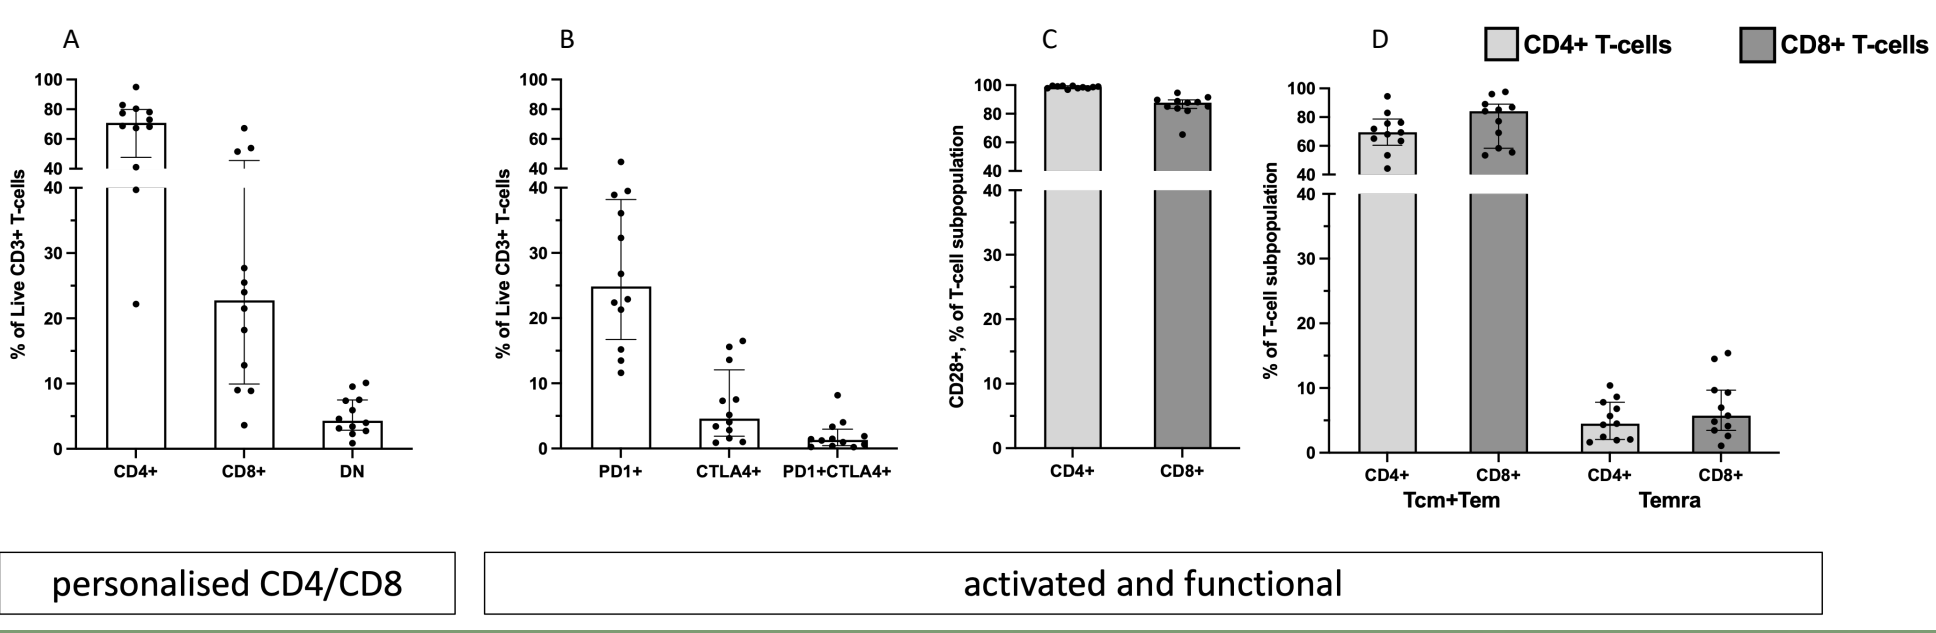 A
B
C
D
CD4+ T-cells
CD8+ T-cells
% of Live CD3+ T-cells
100
80
60
40
40
30
20
10
0
CD4+
CD8+
DN
% of Live CD3+ T-cells
100
80
60
40
40
30
20
10
0
PD1+
CTLA4+
PD1+CTLA4+
CD28+, % of T-cell subpopulation
100
80
60
40
40
30
20
10
0
CD4+
CD8+
% of T-cell subpopulation
100
80
60
40
40
30
20
10
0
CD4+
CD8+
CD4+
CD8+
Tcm+Tem
Temra
personalised CD4/CD8
activated and functional